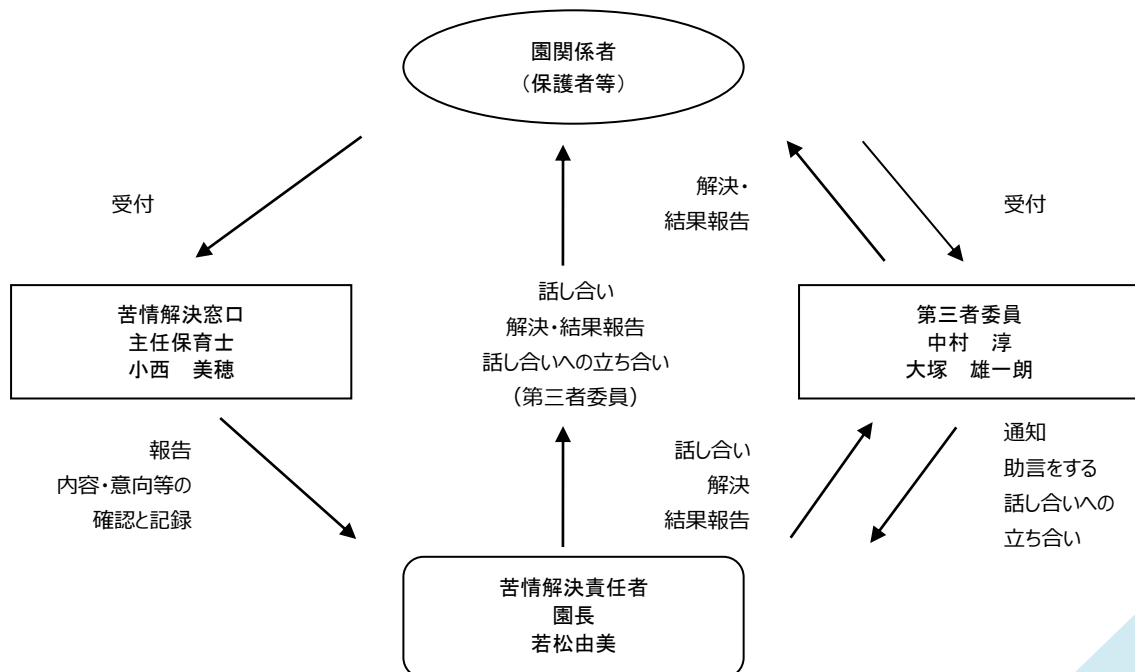 園関係者
（保護者等）
受付
解決・
結果報告
受付
苦情解決窓口
主任保育士
小西　美穂
話し合い
解決・結果報告
話し合いへの立ち合い
（第三者委員）
第三者委員
中村　淳
大塚　雄一朗
報告
内容・意向等の
確認と記録
話し合い
解決
結果報告
通知
助言をする
話し合いへの
立ち合い
苦情解決責任者
園長
若松由美